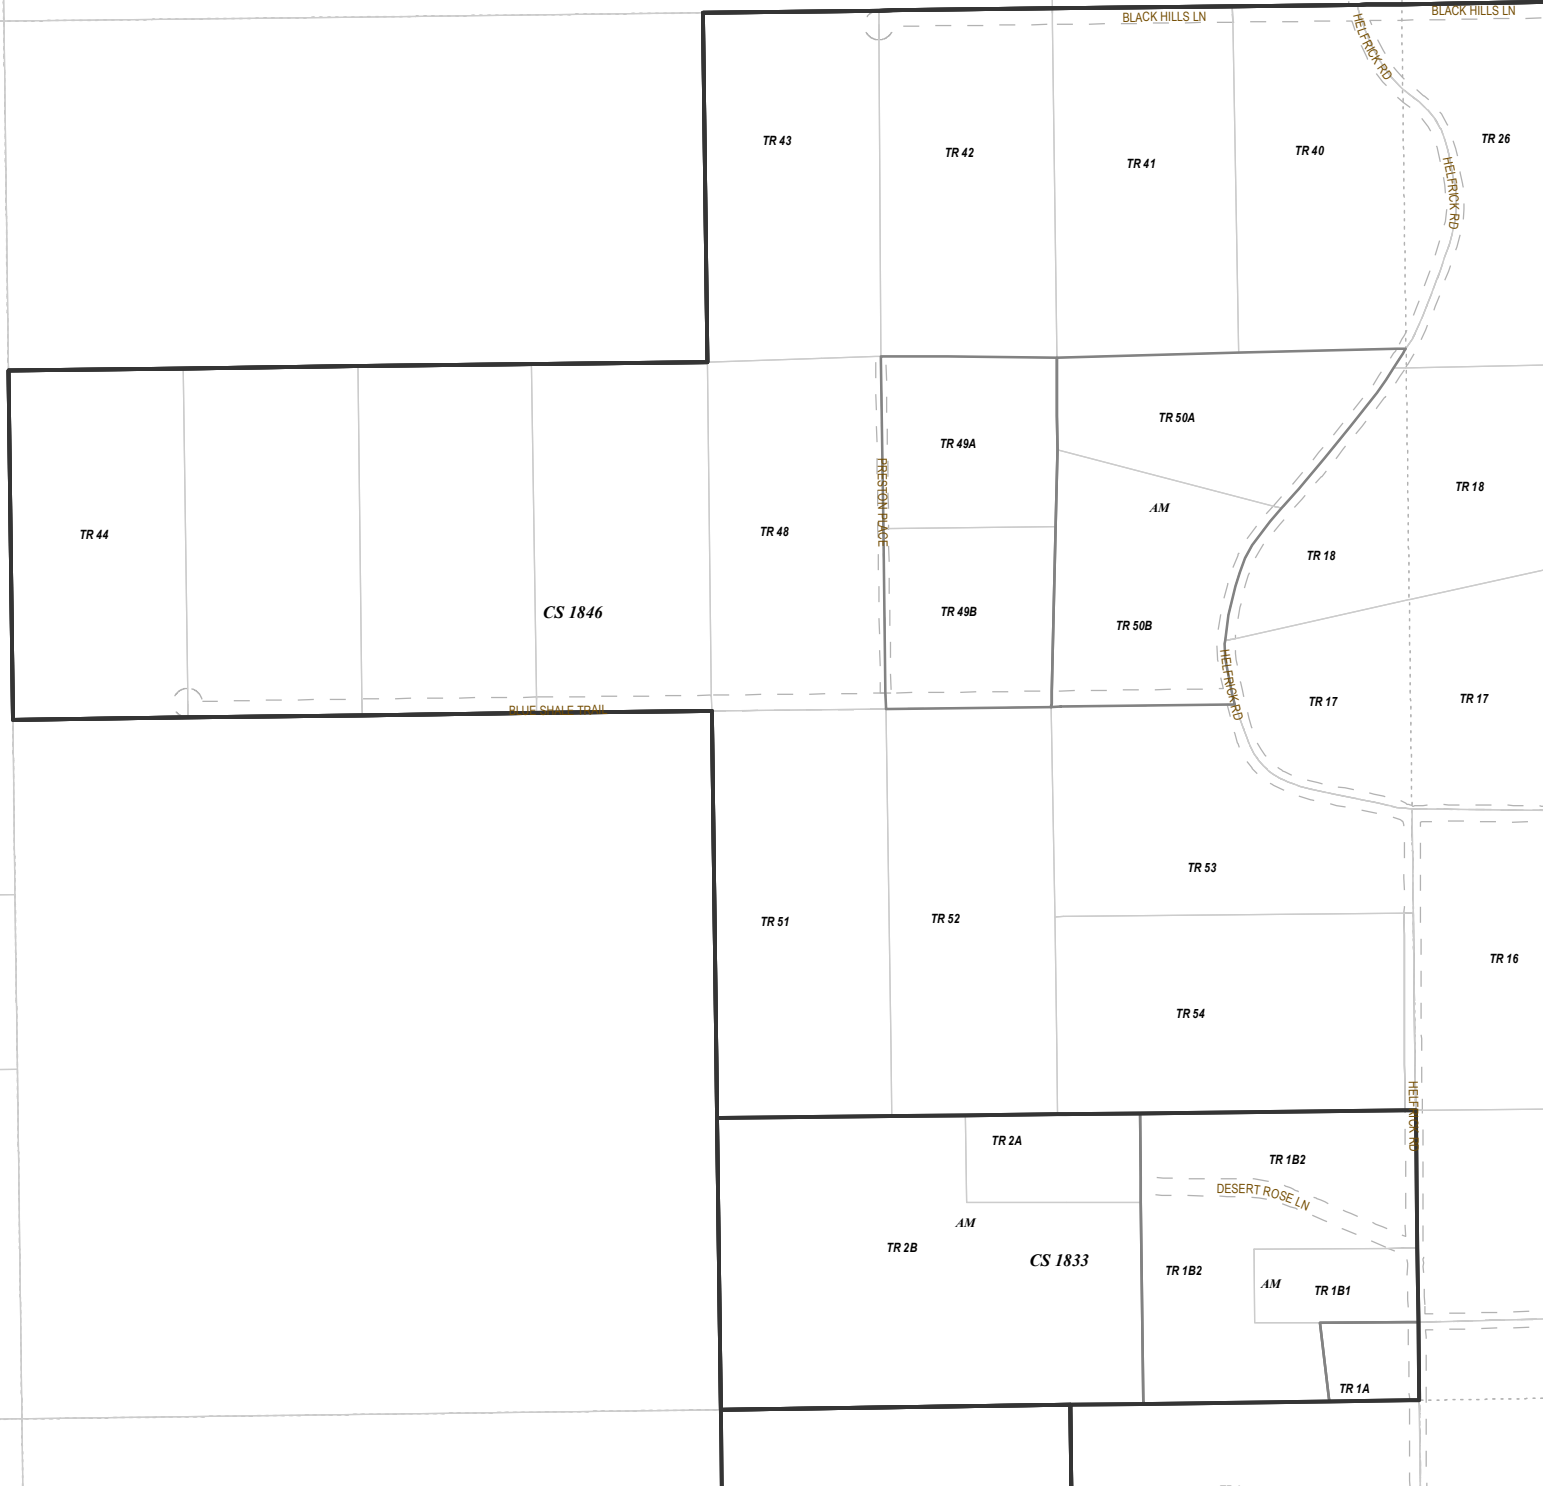 BLACK HILLS LN
BLACK HILLS LN
HELFRICK RD
TR 43
TR 42
TR 41
TR 40
TR 26
HELFRICK RD
TR 50A
TR 49A
PRESTON PLACE
AM
TR 18
TR 44
TR 48
TR 18
CS 1846
TR 49B
TR 50B
HELFRICK RD
TR 17
TR 17
BLUE SHALE TRAIL
TR 53
TR 51
TR 52
TR 16
TR 54
HELFRICK RD
TR 2A
TR 1B2
DESERT ROSE LN
AM
TR 2B
CS 1833
TR 1B2
AM
TR 1B1
TR 1A